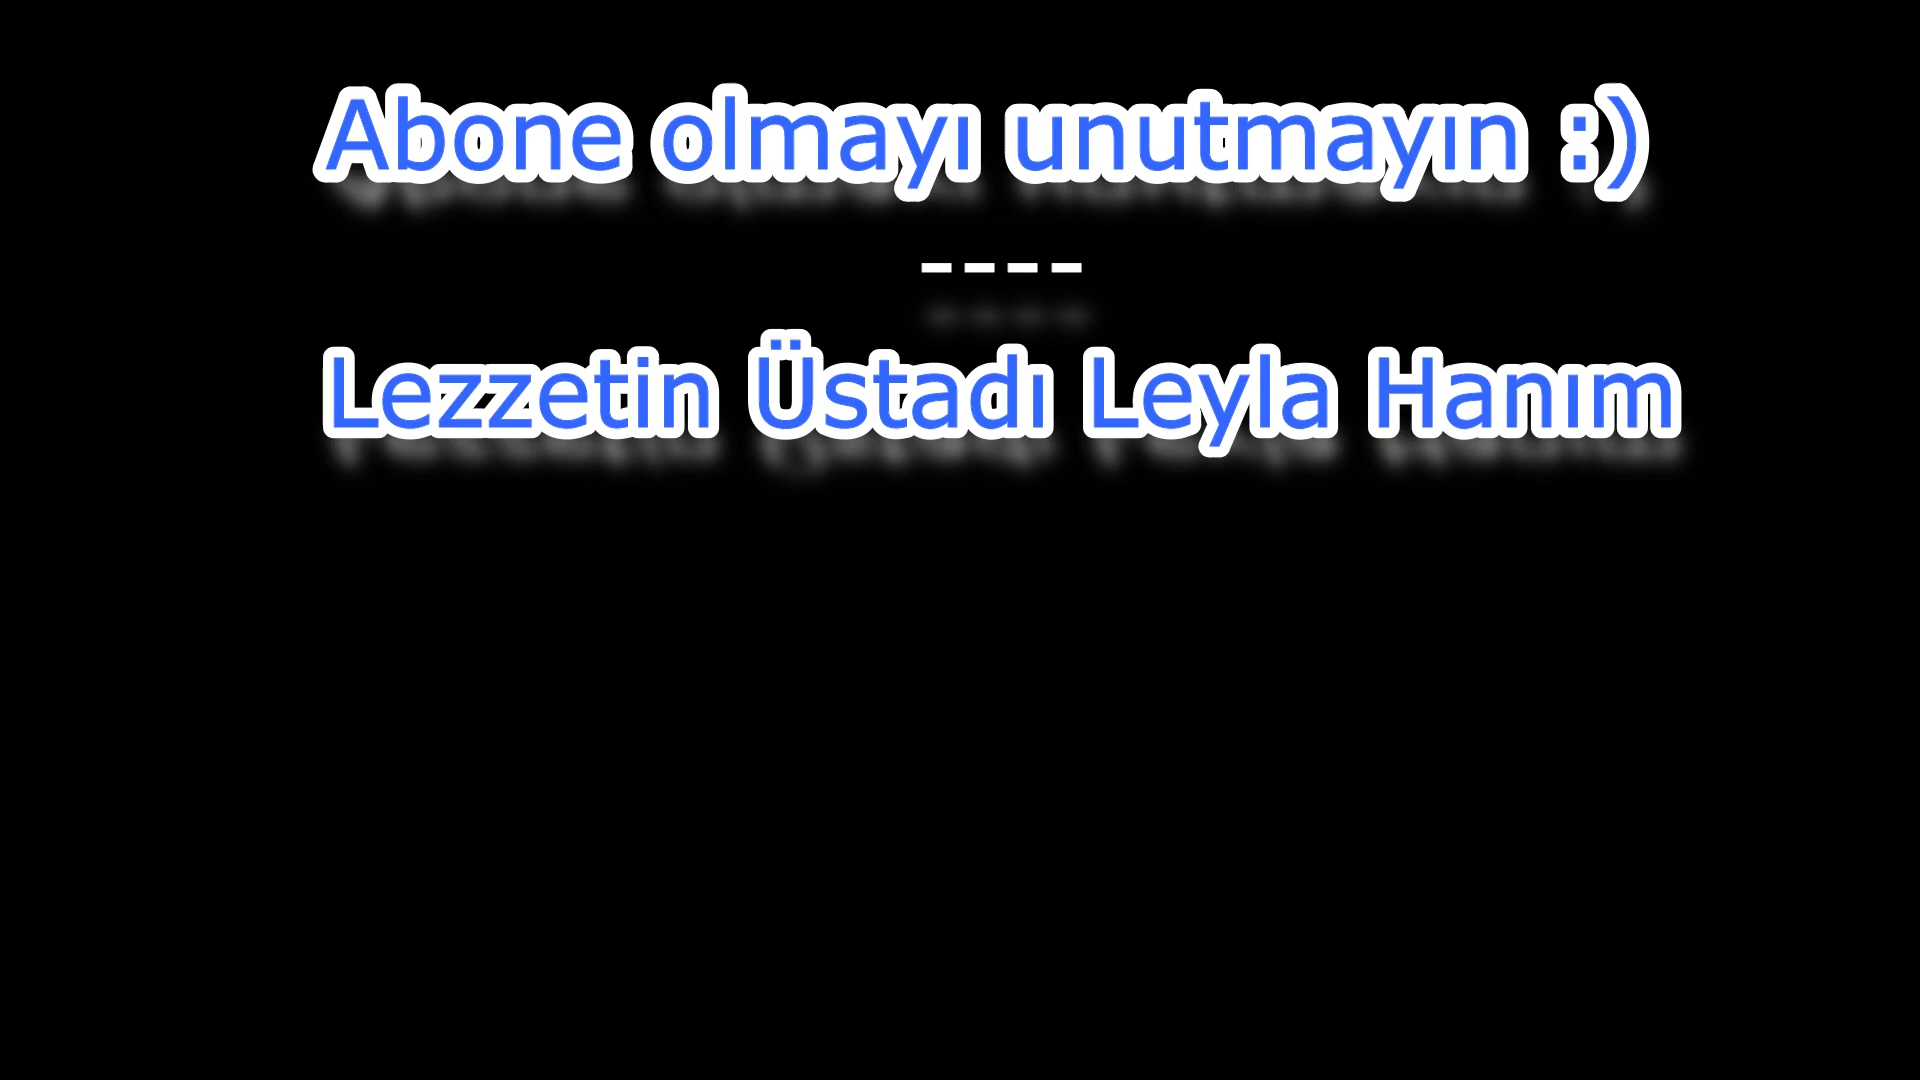 Abone olmayı unutmayın :)
----
Lezzetin Üstadı Leyla Hanım